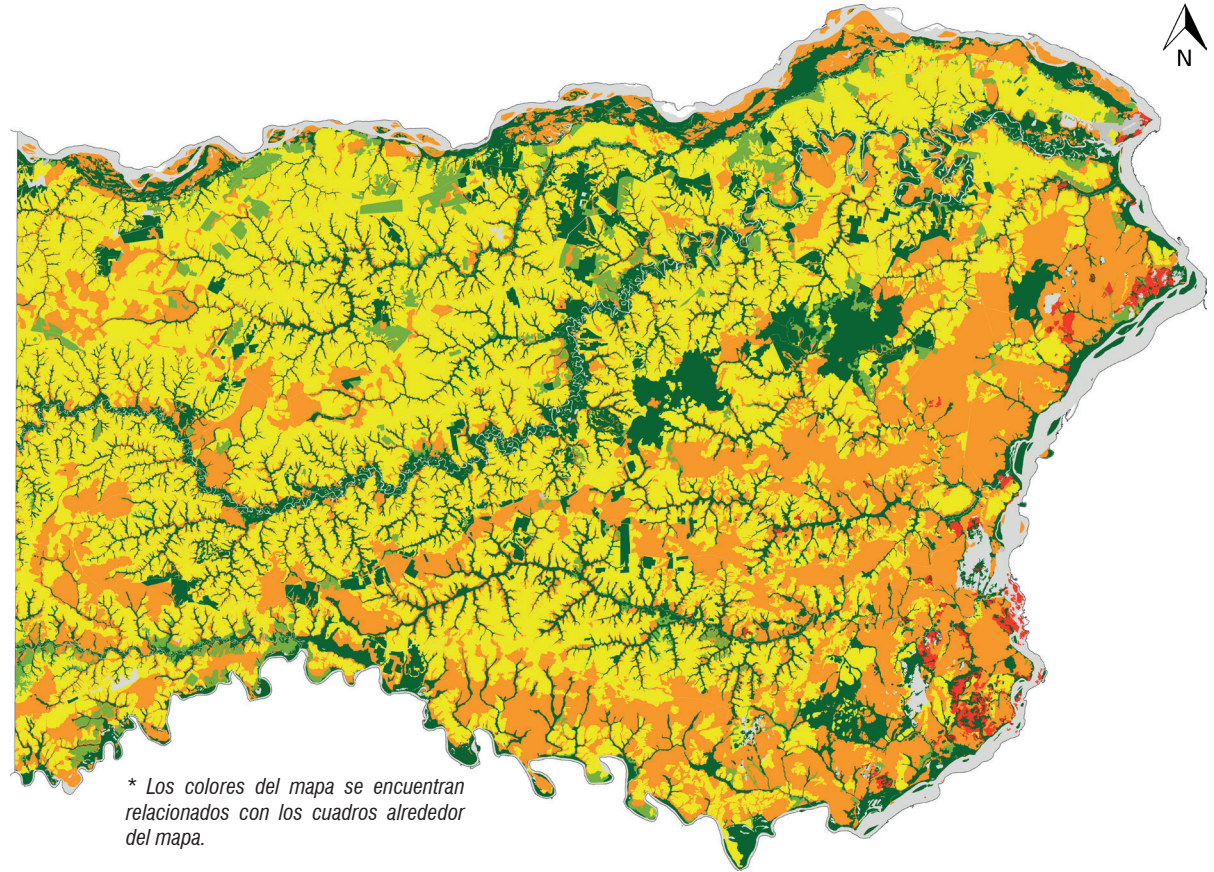 N
* Los colores del mapa se encuentran
relacionados con los cuadros alrededor
del mapa.